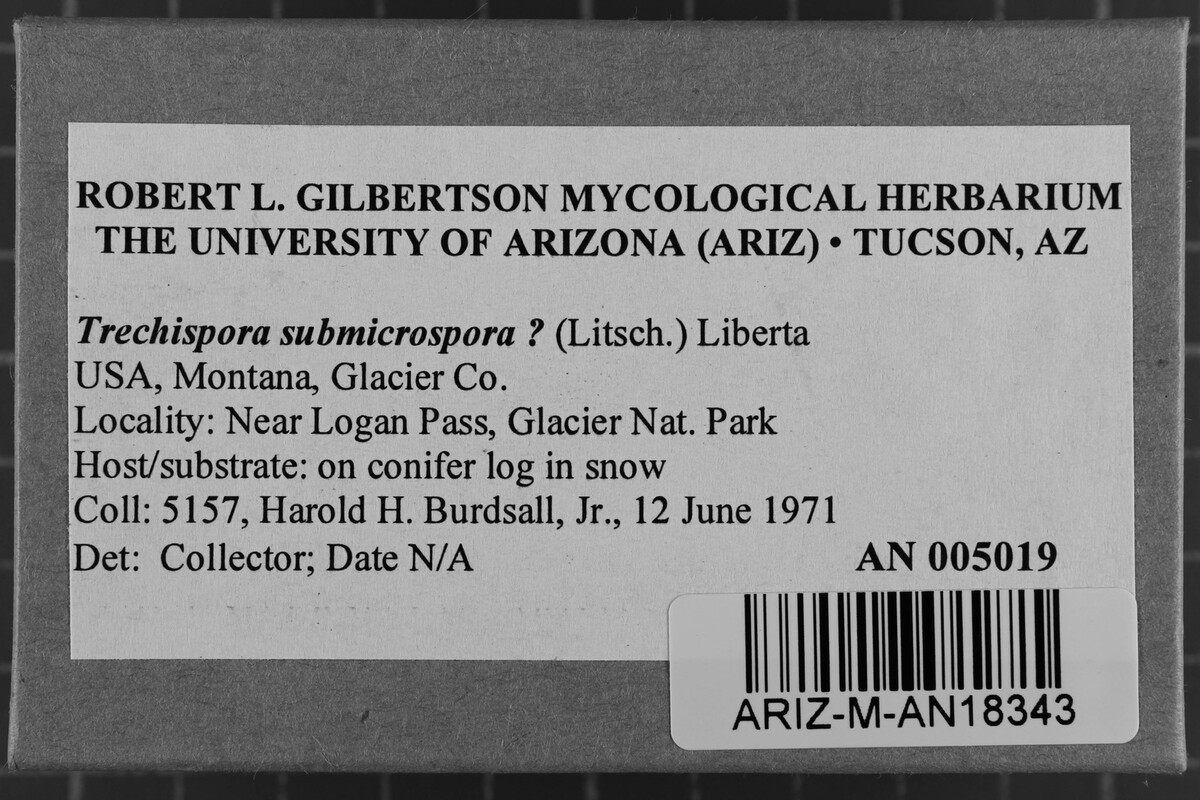 ROBERT L. GILBERTSON MYCOLOGICAL HERBARIUM
THE UNIVERSITY OF ARIZONA (ARIZ) • TUCSON, AZ
Trechispora submicrospora ? (Litsch.) Liberta
USA, Montana, Glacier Co.
Locality: Near Logan Pass, Glacier Nat. Park
Host/substrate: on conifer log in snow
Coll: 5157, Harold H. Burdsall, Jr., 12 June 1971
Det: Collector; Date N/A
AN 005019
ARIZ-M-AN18343